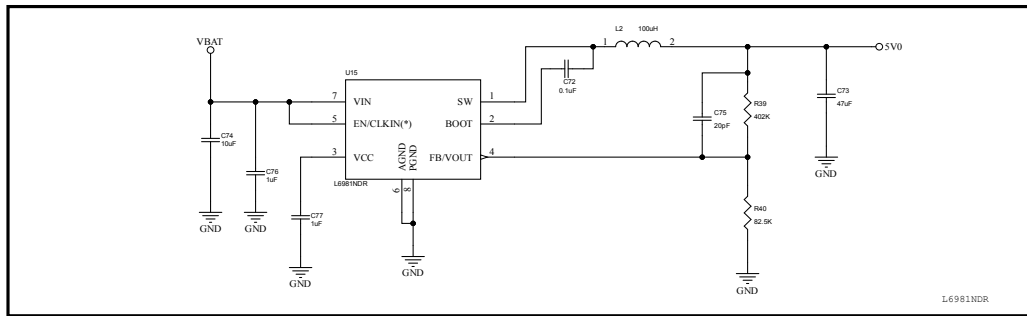 L2 100uH
VBAT
1 2
5V0
U15
C72
0.1uF
7 VIN SW 1
C75
20pF
R39
402K
C73
47uF
5 EN/CLKIN(*) BOOT 2
C74
10uF
3 VCC FB/VOUT 4
AGND
PGND
C76
1uF
L6981NDR
6 8
GND
R40
82.5K
C77
1uF
GND GND
GND GND GND
L6981NDR